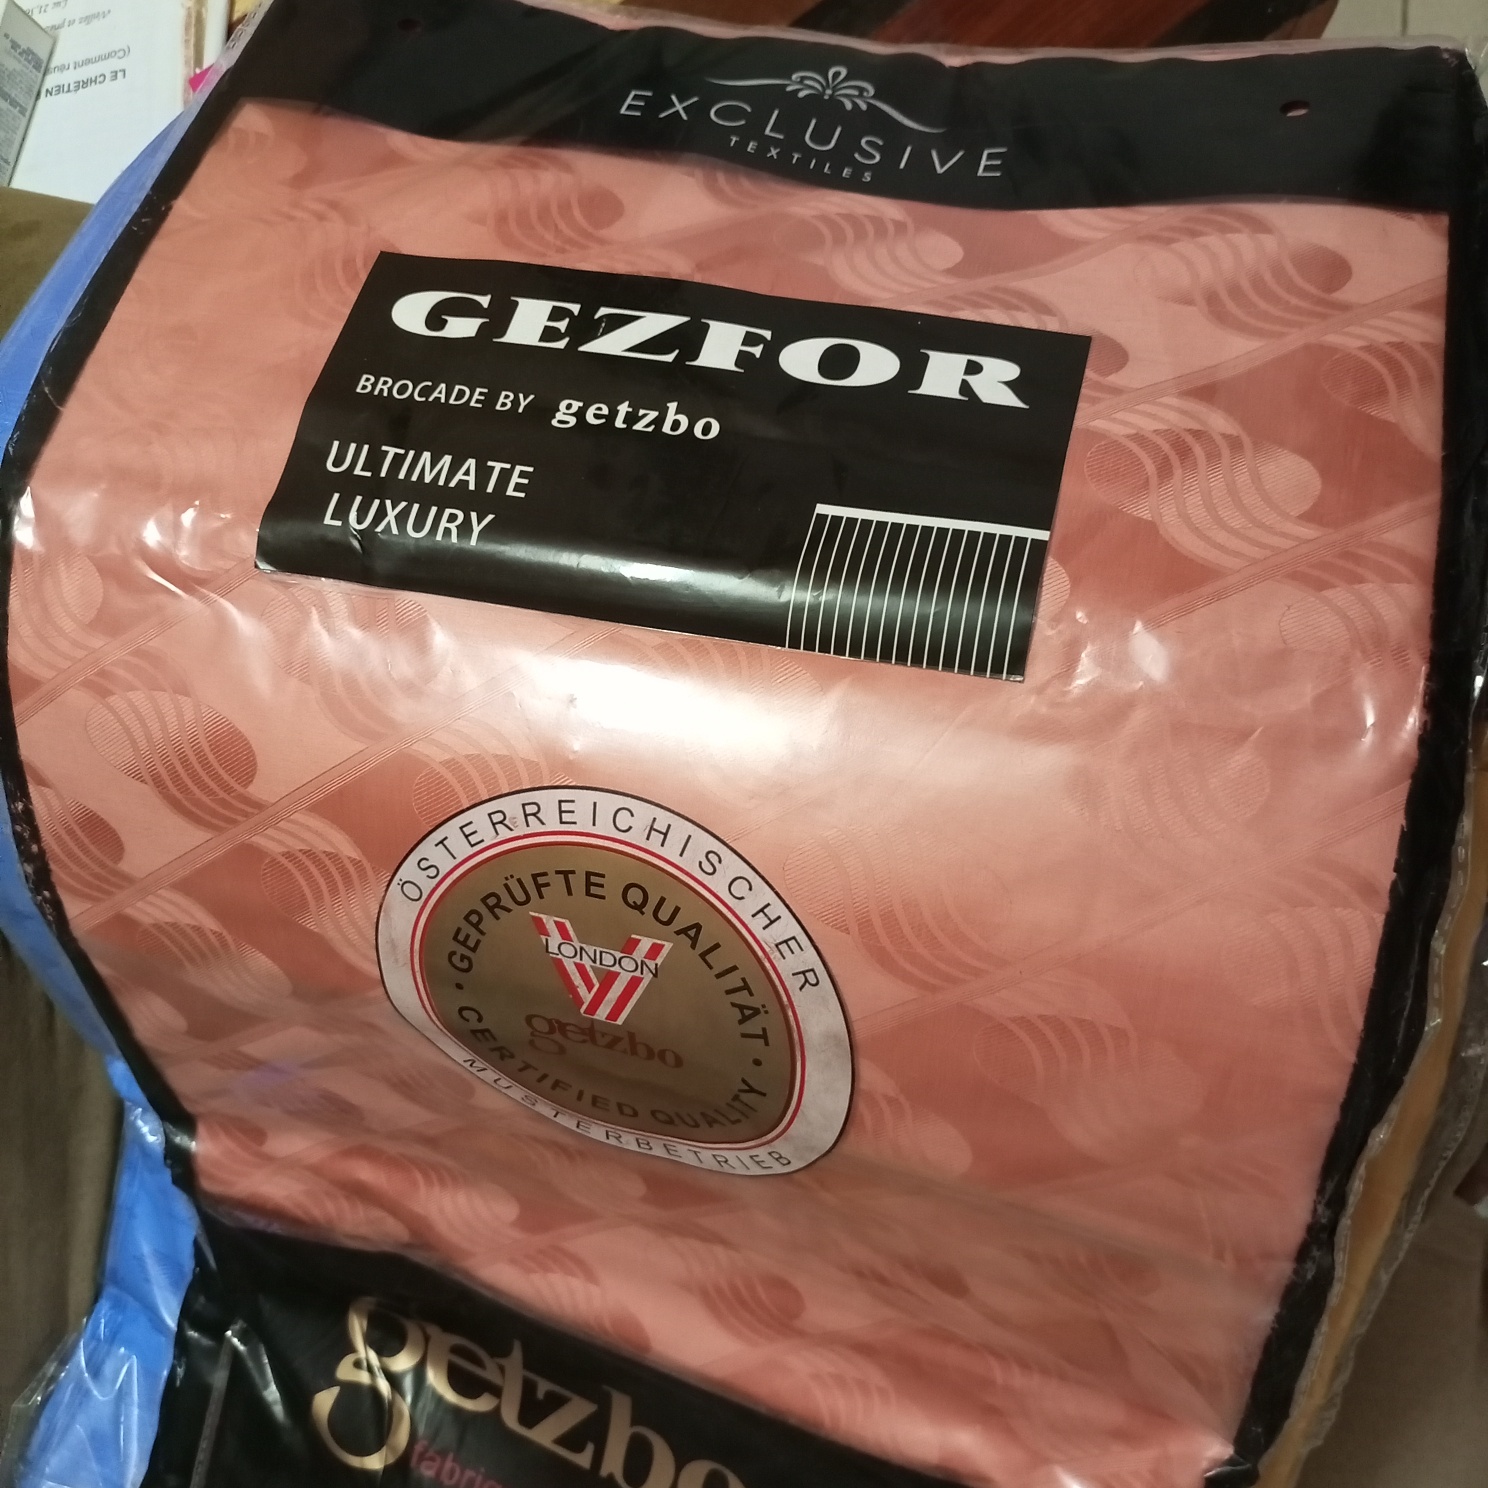 EXCLUSIVE
TEXTILES
GEZFOR
BROCADE BY getzbo
ULTIMATE
LUXURY
ÖSTERREICHISCHER
• GEPRÜFTE QUALITÄT •
LONDON
getzbo
CERTIFIED QUALITY
MUSTERBETRIEB
getzbo
LE CHRÉTIEN
(Comment